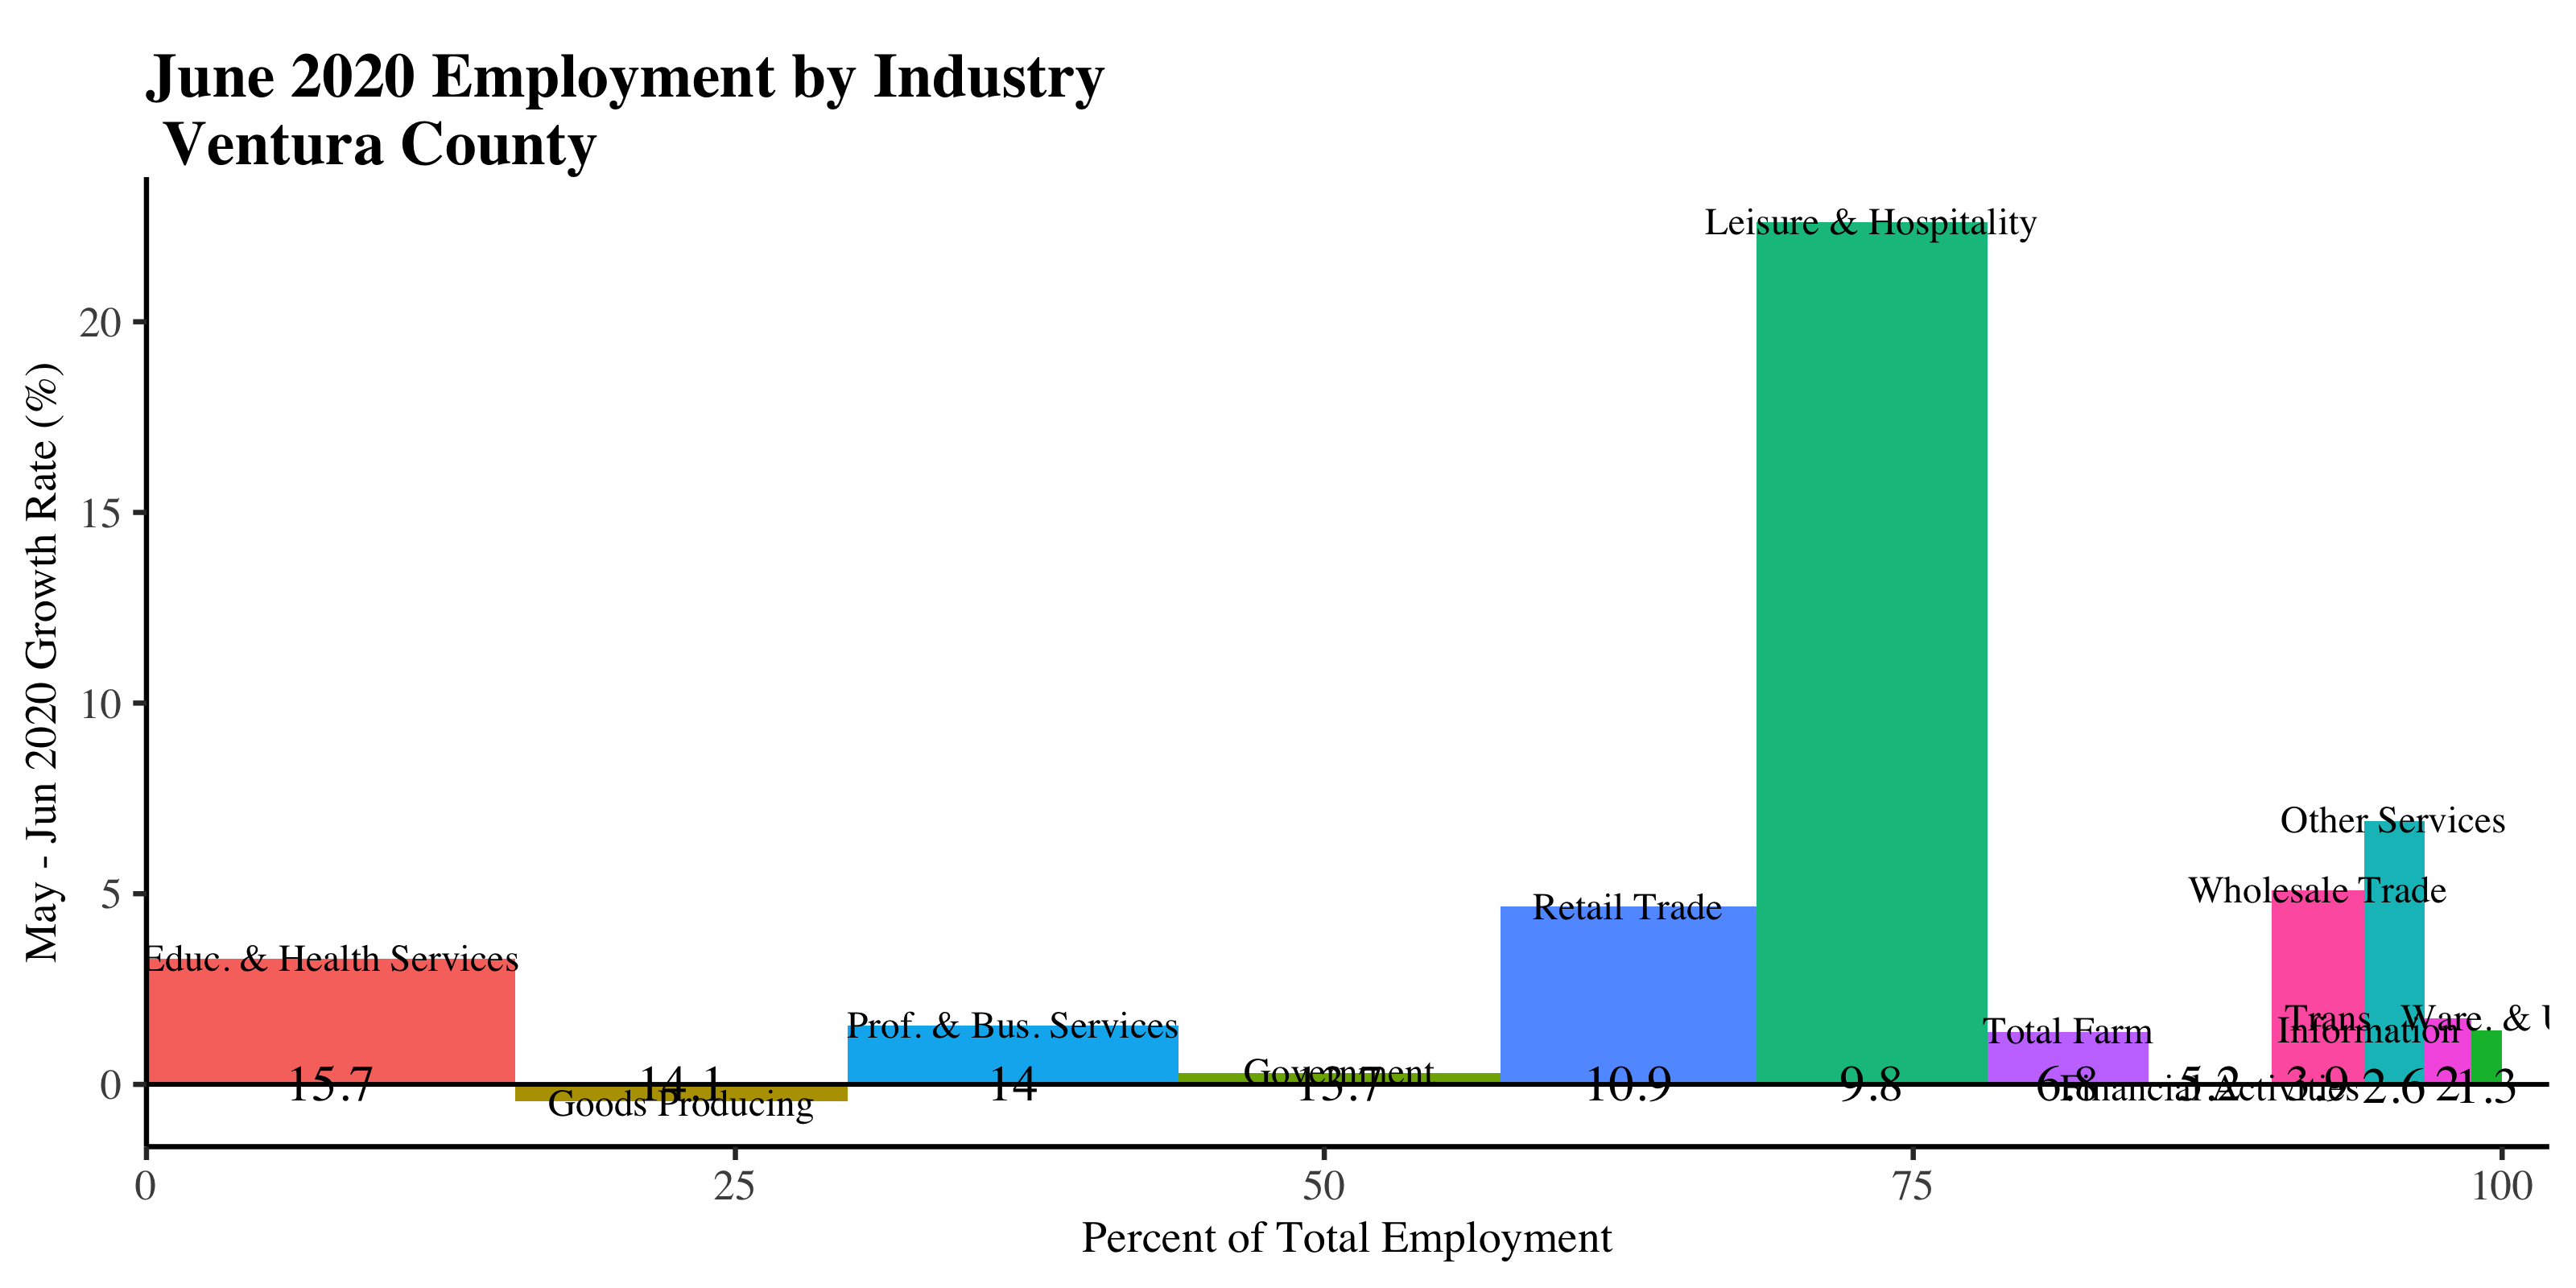 June 2020 Employment by Industry
Ventura County
May - Jun 2020 Growth Rate (%)
20
15
10
5
0
Leisure & Hospitality
Other Services
Wholesale Trade
Retail Trade
Educ. & Health Services
Prof. & Bus. Services
Trans., Ware. & U
Information
Total Farm
Government
Goods Producing
Financial Activities
15.7
14.1
14
13.7
10.9
9.8
6.8
5.2
3.9
2.6
2
1.3
0
25
50
75
100
Percent of Total Employment